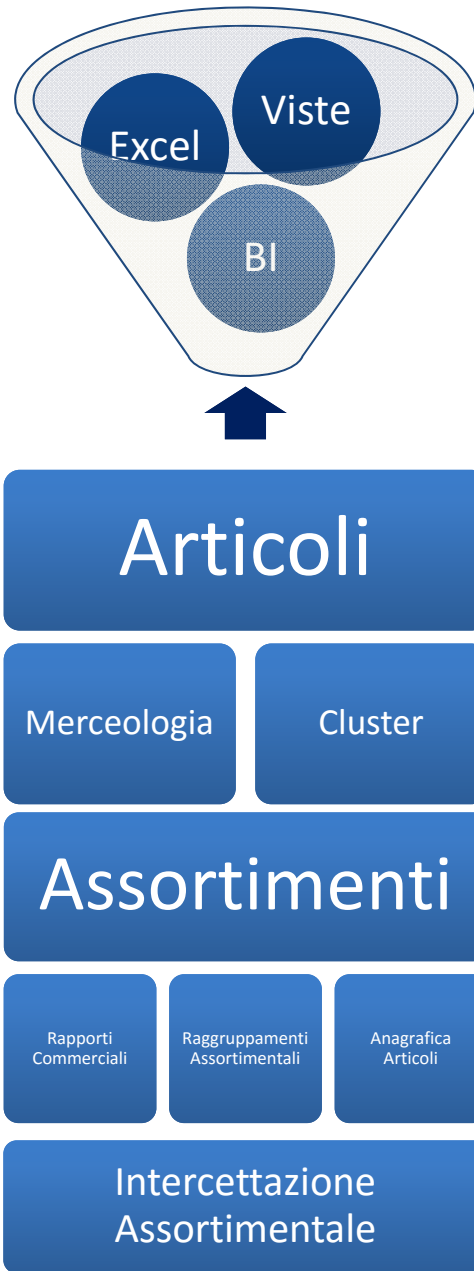 Viste
Excel
BI
Articoli
Merceologia
Cluster
Assortimenti
Rapporti
Commerciali
Raggruppamenti
Assortimentali
Anagrafica
Articoli
Intercettazione
Assortimentale